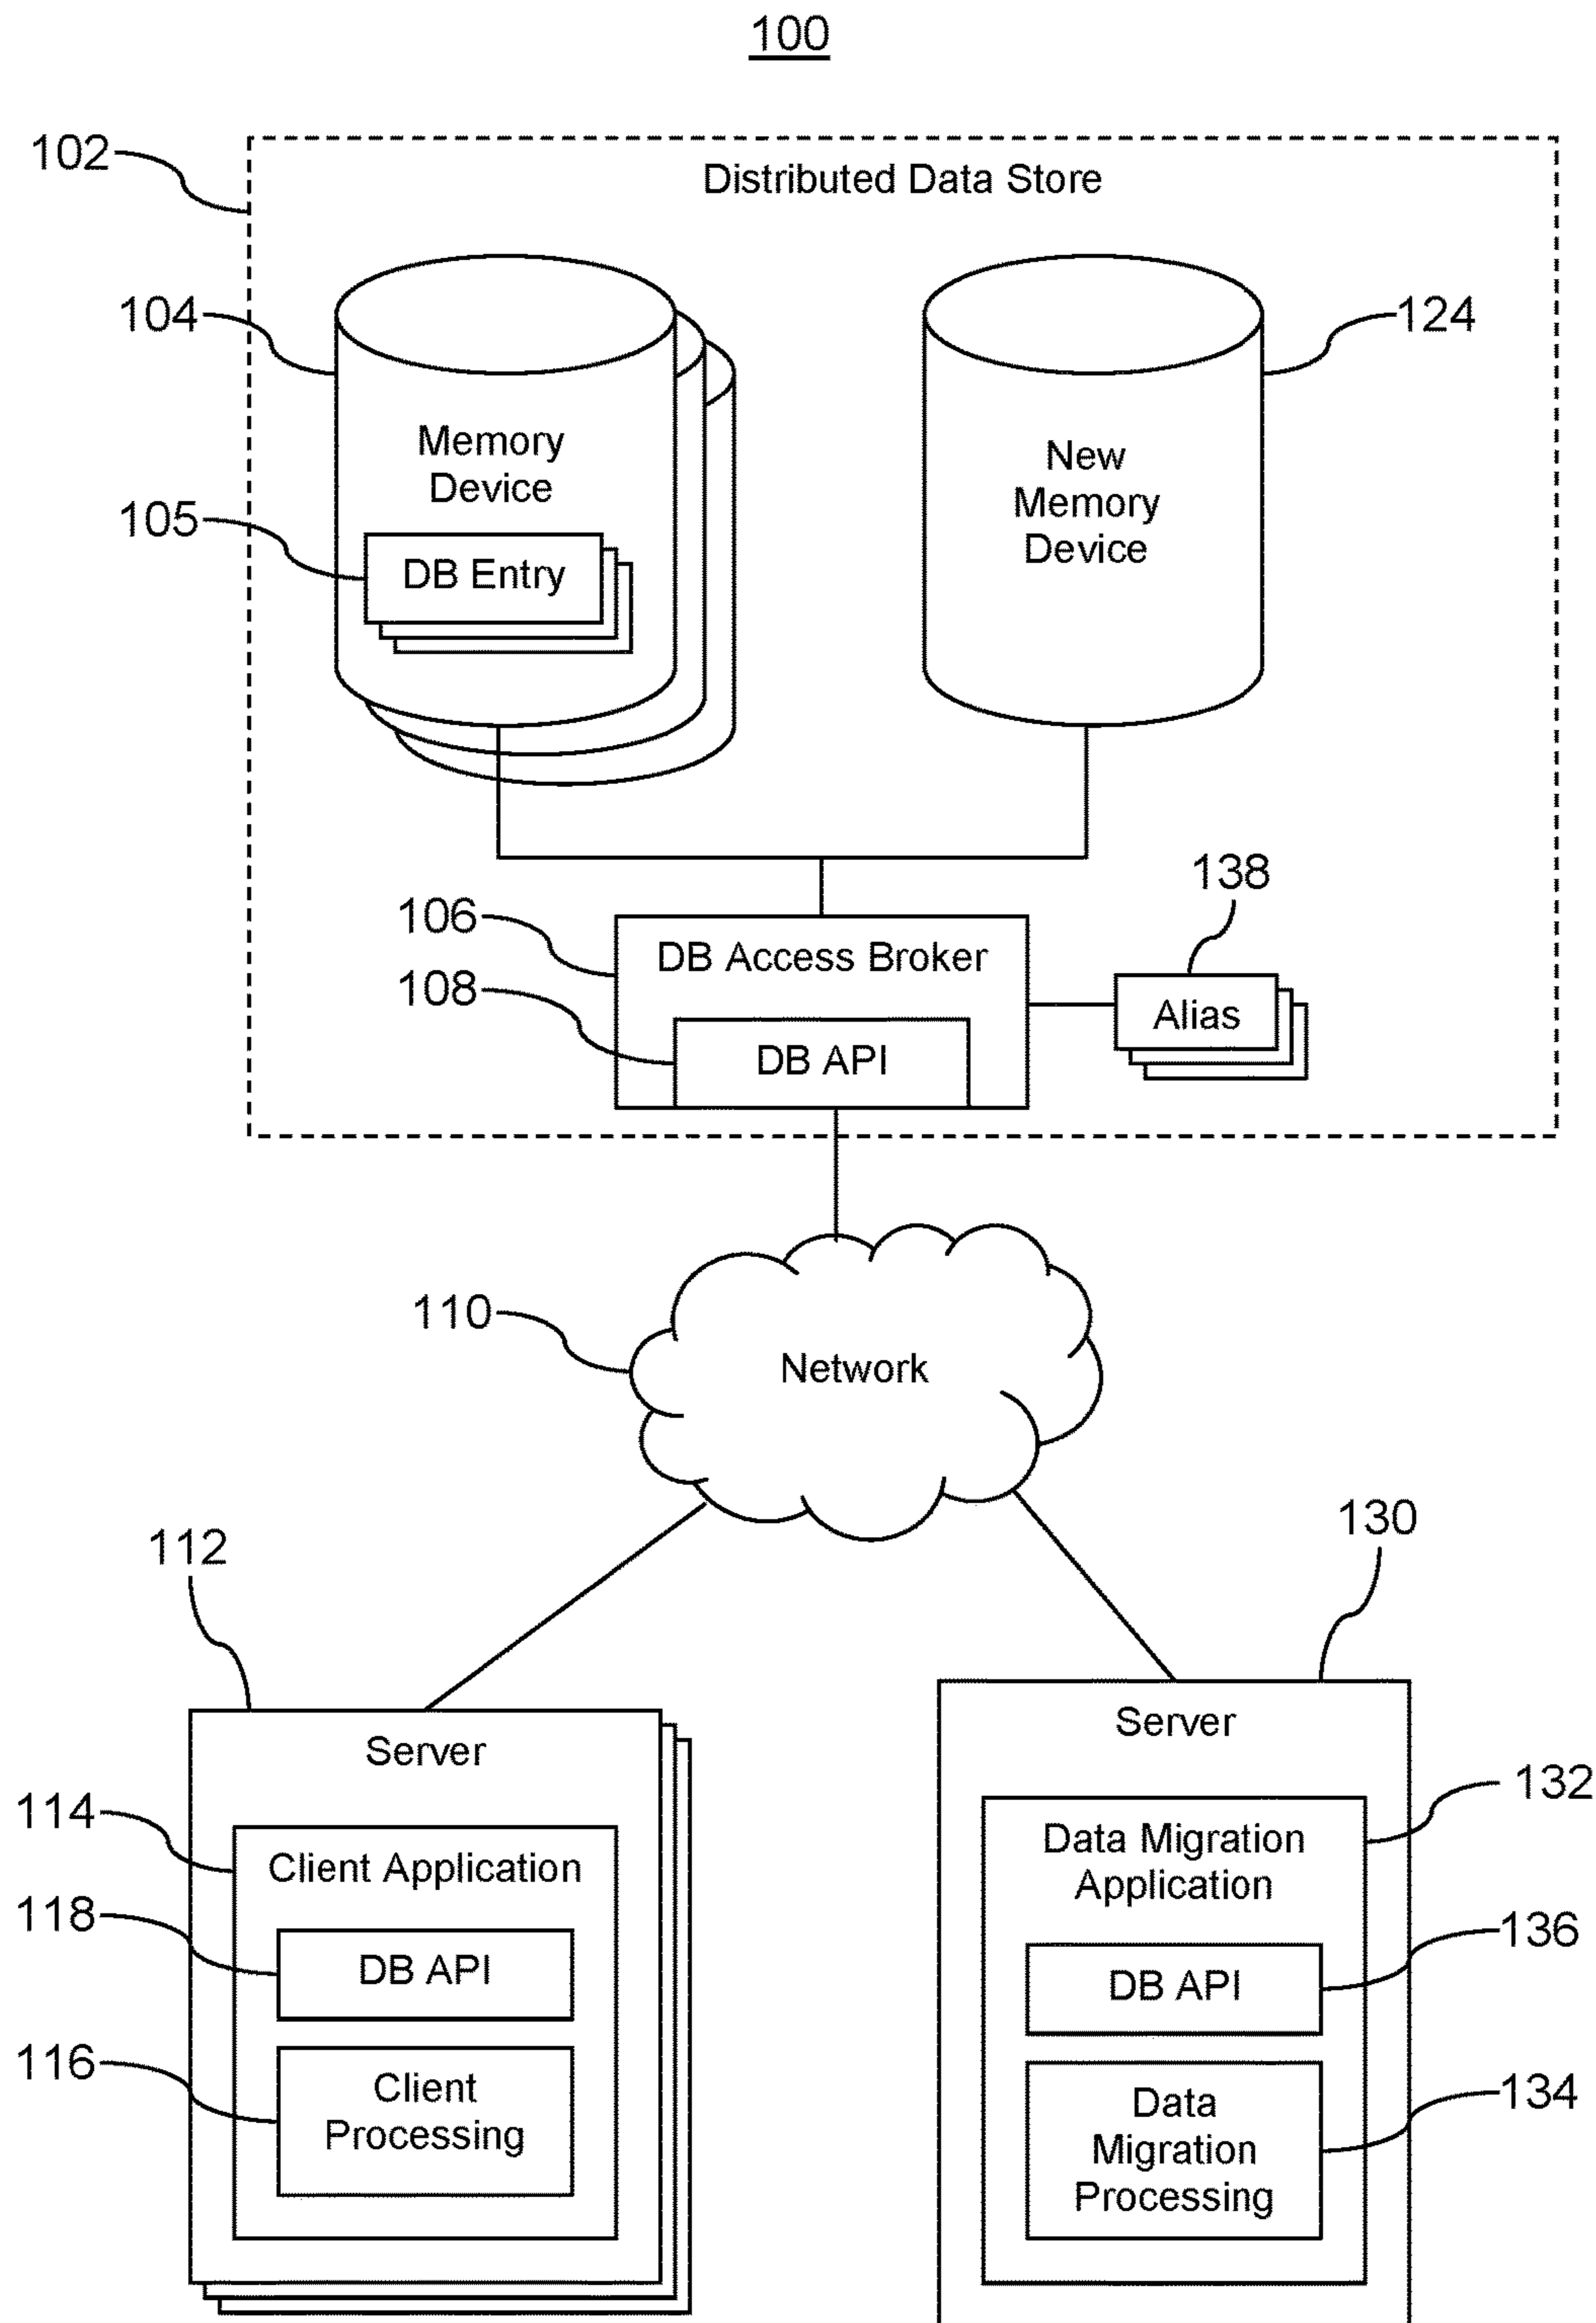 100
102
Distributed Data Store
104
124
Memory
Device
New
Memory
Device
105
DB Entry
138
106
DB Access Broker
108
Alias
DB API
110
Network
112
130
Server
Server
114
132
Client Application
Data Migration
Application
118
136
DB API
DB API
116
134
Client
Processing
Data
Migration
Processing